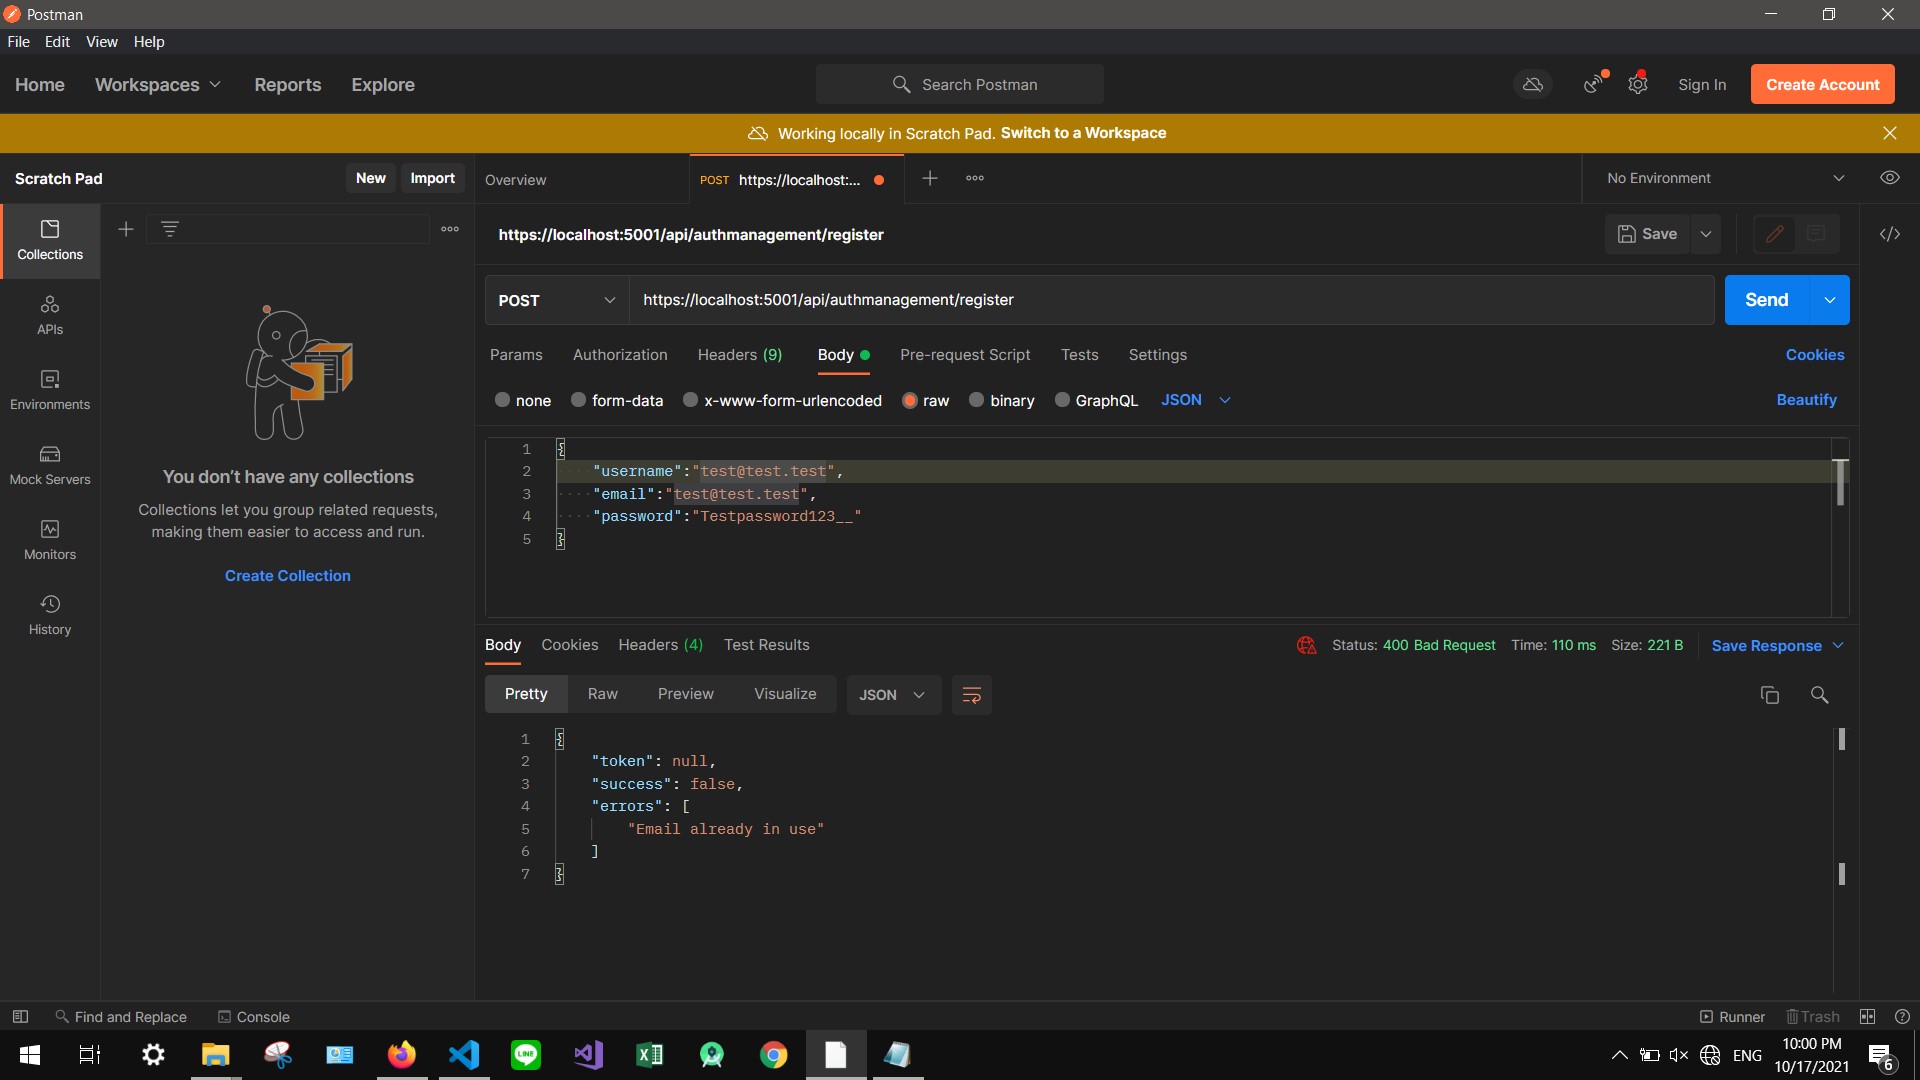 Postman
File Edit View Help
Home Workspaces Reports Explore Search Postman Sign In Create Account
Working locally in Scratch Pad. Switch to a Workspace
Scratch Pad New Import Overview POST https://localhost:... No Environment
https://localhost:5001/api/authmanagement/register Save
Collections
APIs
Environments
Mock Servers
Monitors
History
You don't have any collections
Collections let you group related requests,
making them easier to access and run.
Create Collection
POST https://localhost:5001/api/authmanagement/register Send
Params Authorization Headers (9) Body Pre-request Script Tests Settings Cookies
none form-data x-www-form-urlencoded raw binary GraphQL JSON Beautify
1 {
2 "username":"test@test.test",
3 "email":"test@test.test",
4 "password":"Testpassword123__"
5 }
Body Cookies Headers (4) Test Results Status: 400 Bad Request Time: 110 ms Size: 221 B Save Response
Pretty Raw Preview Visualize JSON
1 {
2 "token": null,
3 "success": false,
4 "errors": [
5 "Email already in use"
6 ]
7 }
Find and Replace Console Runner Trash
LINE
ENG 10:00 PM
10/17/2021 6